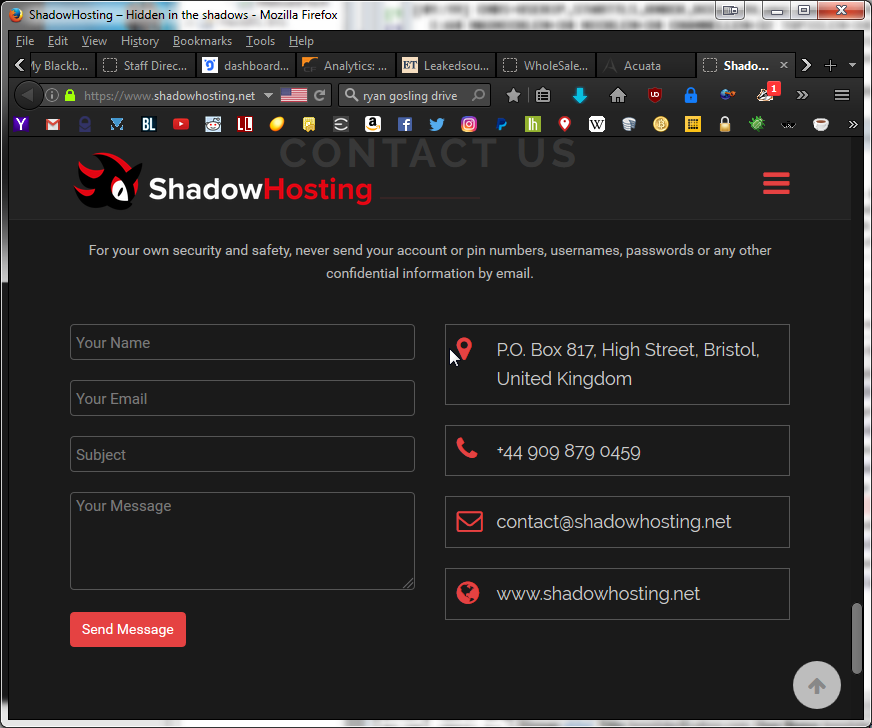 ShadowHosting – Hidden in the shadows - Mozilla Firefox
File Edit View History Bookmarks Tools Help
My Blackb...
Staff Direc...
dashboard...
Analytics: ...
ET Leakedsou...
WholeSale...
Acuata
Shado...
https://www.shadowhosting.net
ryan gosling drive
1
CONTACT US
ShadowHosting
For your own security and safety, never send your account or pin numbers, usernames, passwords or any other
confidential information by email.
Your Name
Your Email
Subject
Your Message
Send Message
P.O. Box 817, High Street, Bristol,
United Kingdom
+44 909 879 0459
contact@shadowhosting.net
www.shadowhosting.net